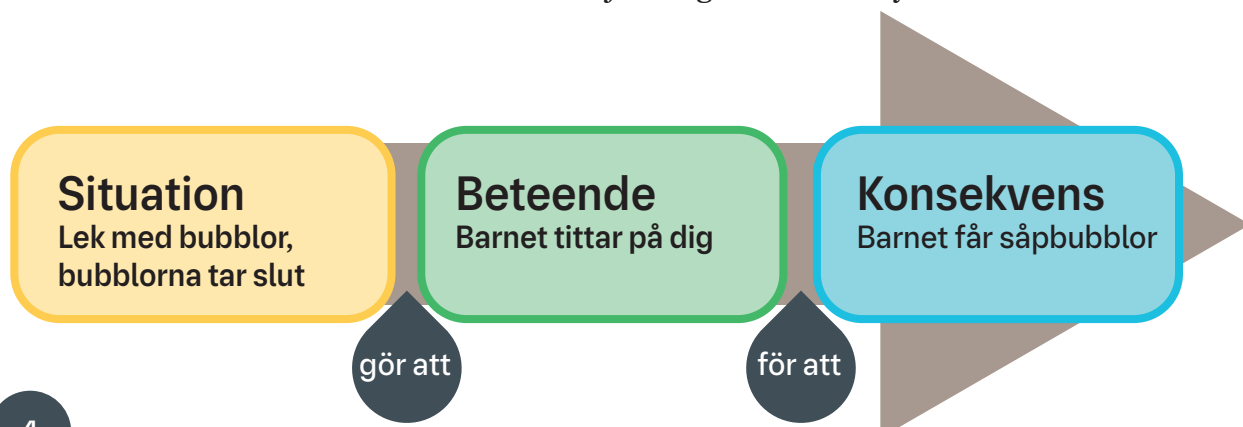 Situation
Lek med bubblor,
bubblorna tar slut
gör att
Beteende
Barnet tittar på dig
för att
Konsekvens
Barnet får såpbubblor